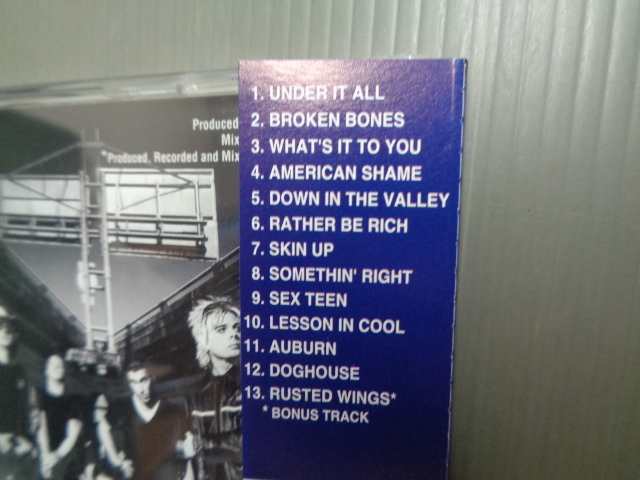 Produced
Mix
*Produced, Recorded and Mix
1. UNDER IT ALL
2. BROKEN BONES
3. WHAT'S IT TO YOU
4. AMERICAN SHAME
5. DOWN IN THE VALLEY
6. RATHER BE RICH
7. SKIN UP
8. SOMETHIN' RIGHT
9. SEX TEEN
10. LESSON IN COOL
11. AUBURN
12. DOGHOUSE
13. RUSTED WINGS*
* BONUS TRACK